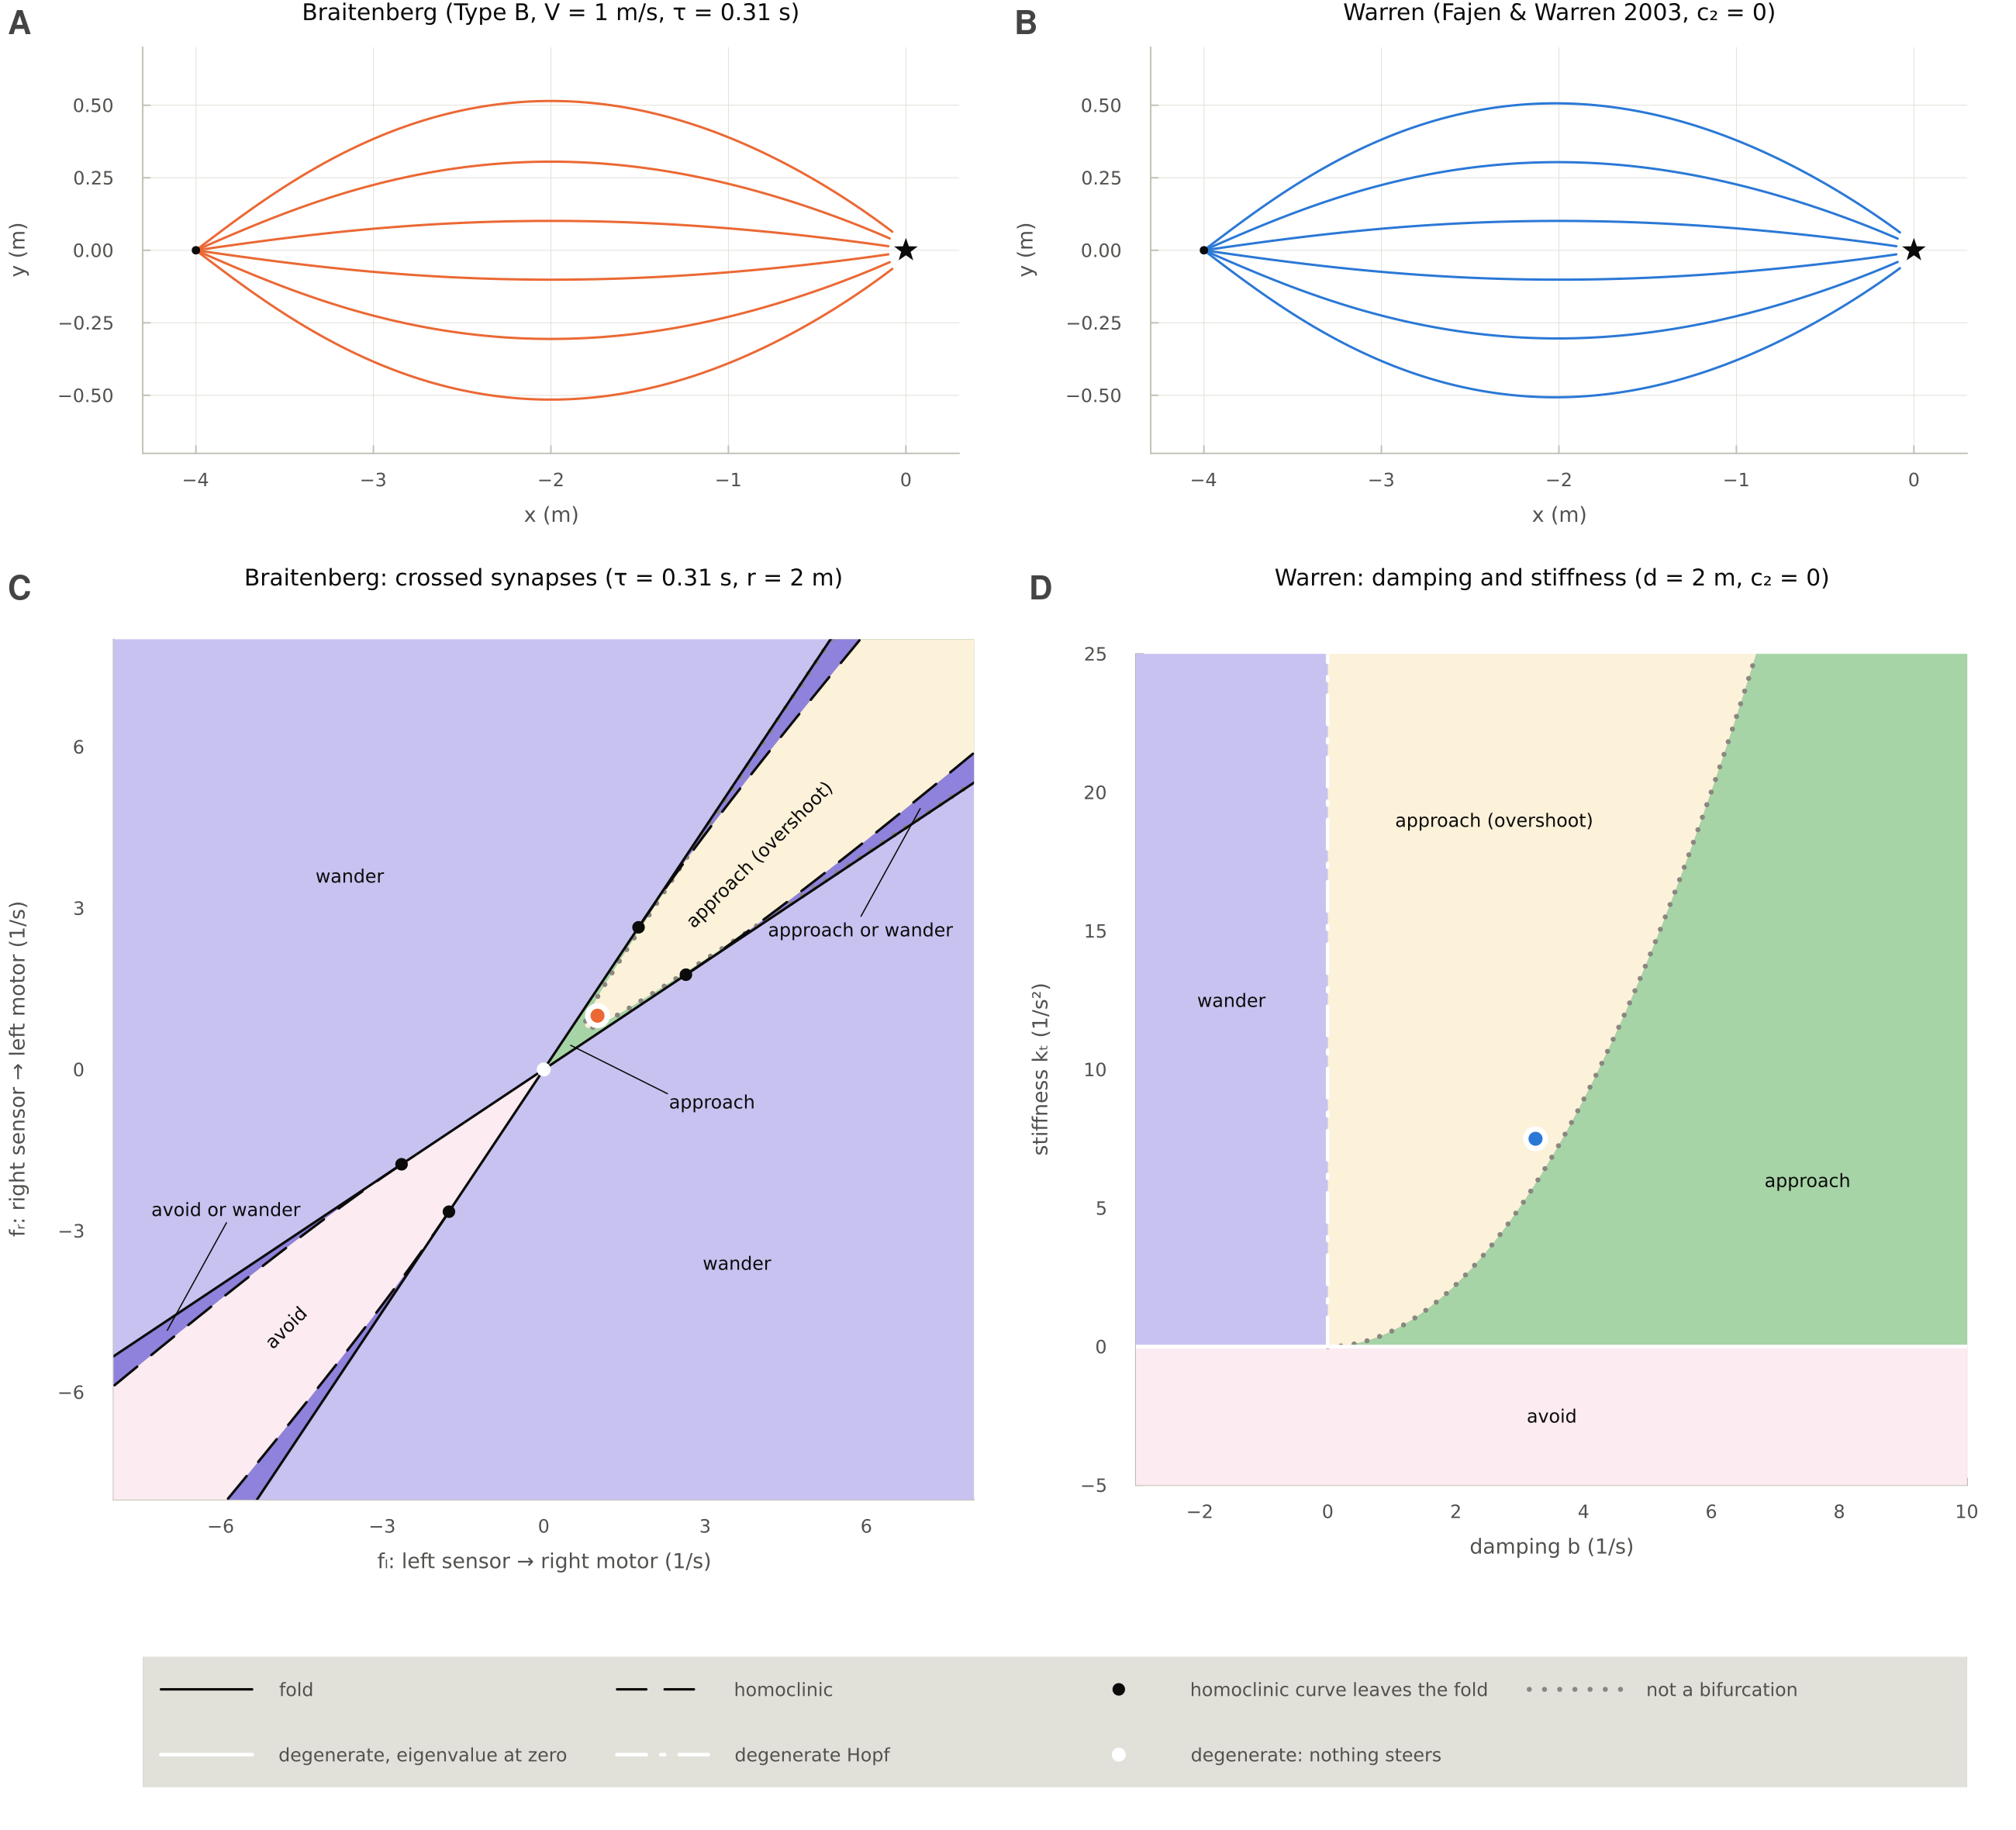 A
Braitenberg (Type B, V = 1 m/s, τ = 0.31 s)
0.50
0.25
0.00
−0.25
−0.50
y (m)
−4
−3
−2
−1
0
x (m)
B
Warren (Fajen & Warren 2003, c₂ = 0)
0.50
0.25
0.00
−0.25
−0.50
y (m)
−4
−3
−2
−1
0
x (m)
C
Braitenberg: crossed synapses (τ = 0.31 s, r = 2 m)
6
3
0
−3
−6
fᵣ: right sensor → left motor (1/s)
wander
approach (overshoot)
approach or wander
approach
avoid or wander
wander
avoid
−6
−3
0
3
6
fₗ: left sensor → right motor (1/s)
D
Warren: damping and stiffness (d = 2 m, c₂ = 0)
25
20
15
10
5
0
−5
stiffness kₜ (1/s²)
approach (overshoot)
wander
approach
avoid
−2
0
2
4
6
8
10
damping b (1/s)
fold
homoclinic
homoclinic curve leaves the fold
not a bifurcation
degenerate, eigenvalue at zero
degenerate Hopf
degenerate: nothing steers